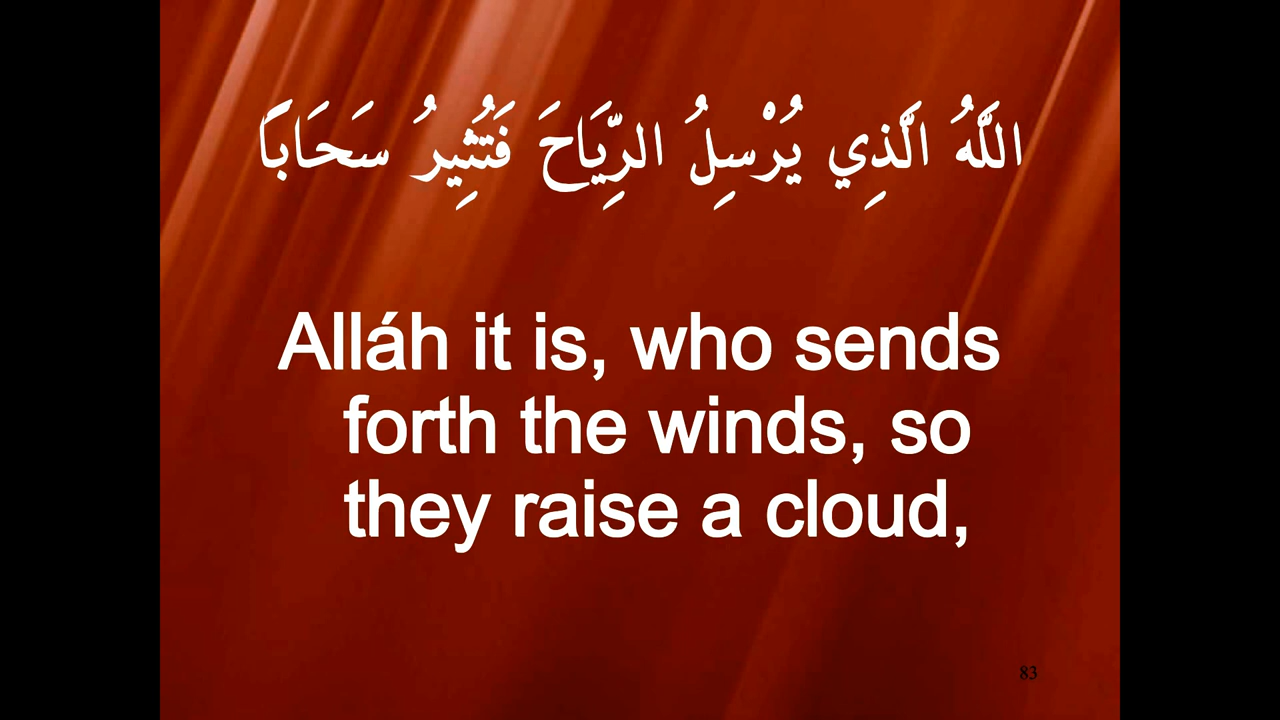 اللَّهُ الَّذِي يُرْسِلُ الرِّيَاحَ فَتُثِيرُ سَحَابًا
Alláh it is, who sends
forth the winds, so
they raise a cloud,
83